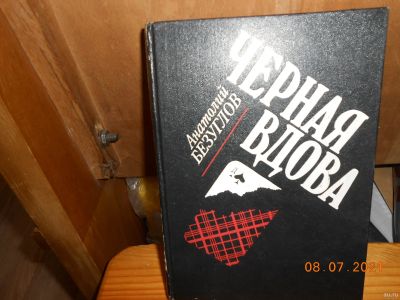 Анатолий
БЕЗУГЛОВ
ЧЕРНАЯ
ВДОВА
Д
08.07.2021